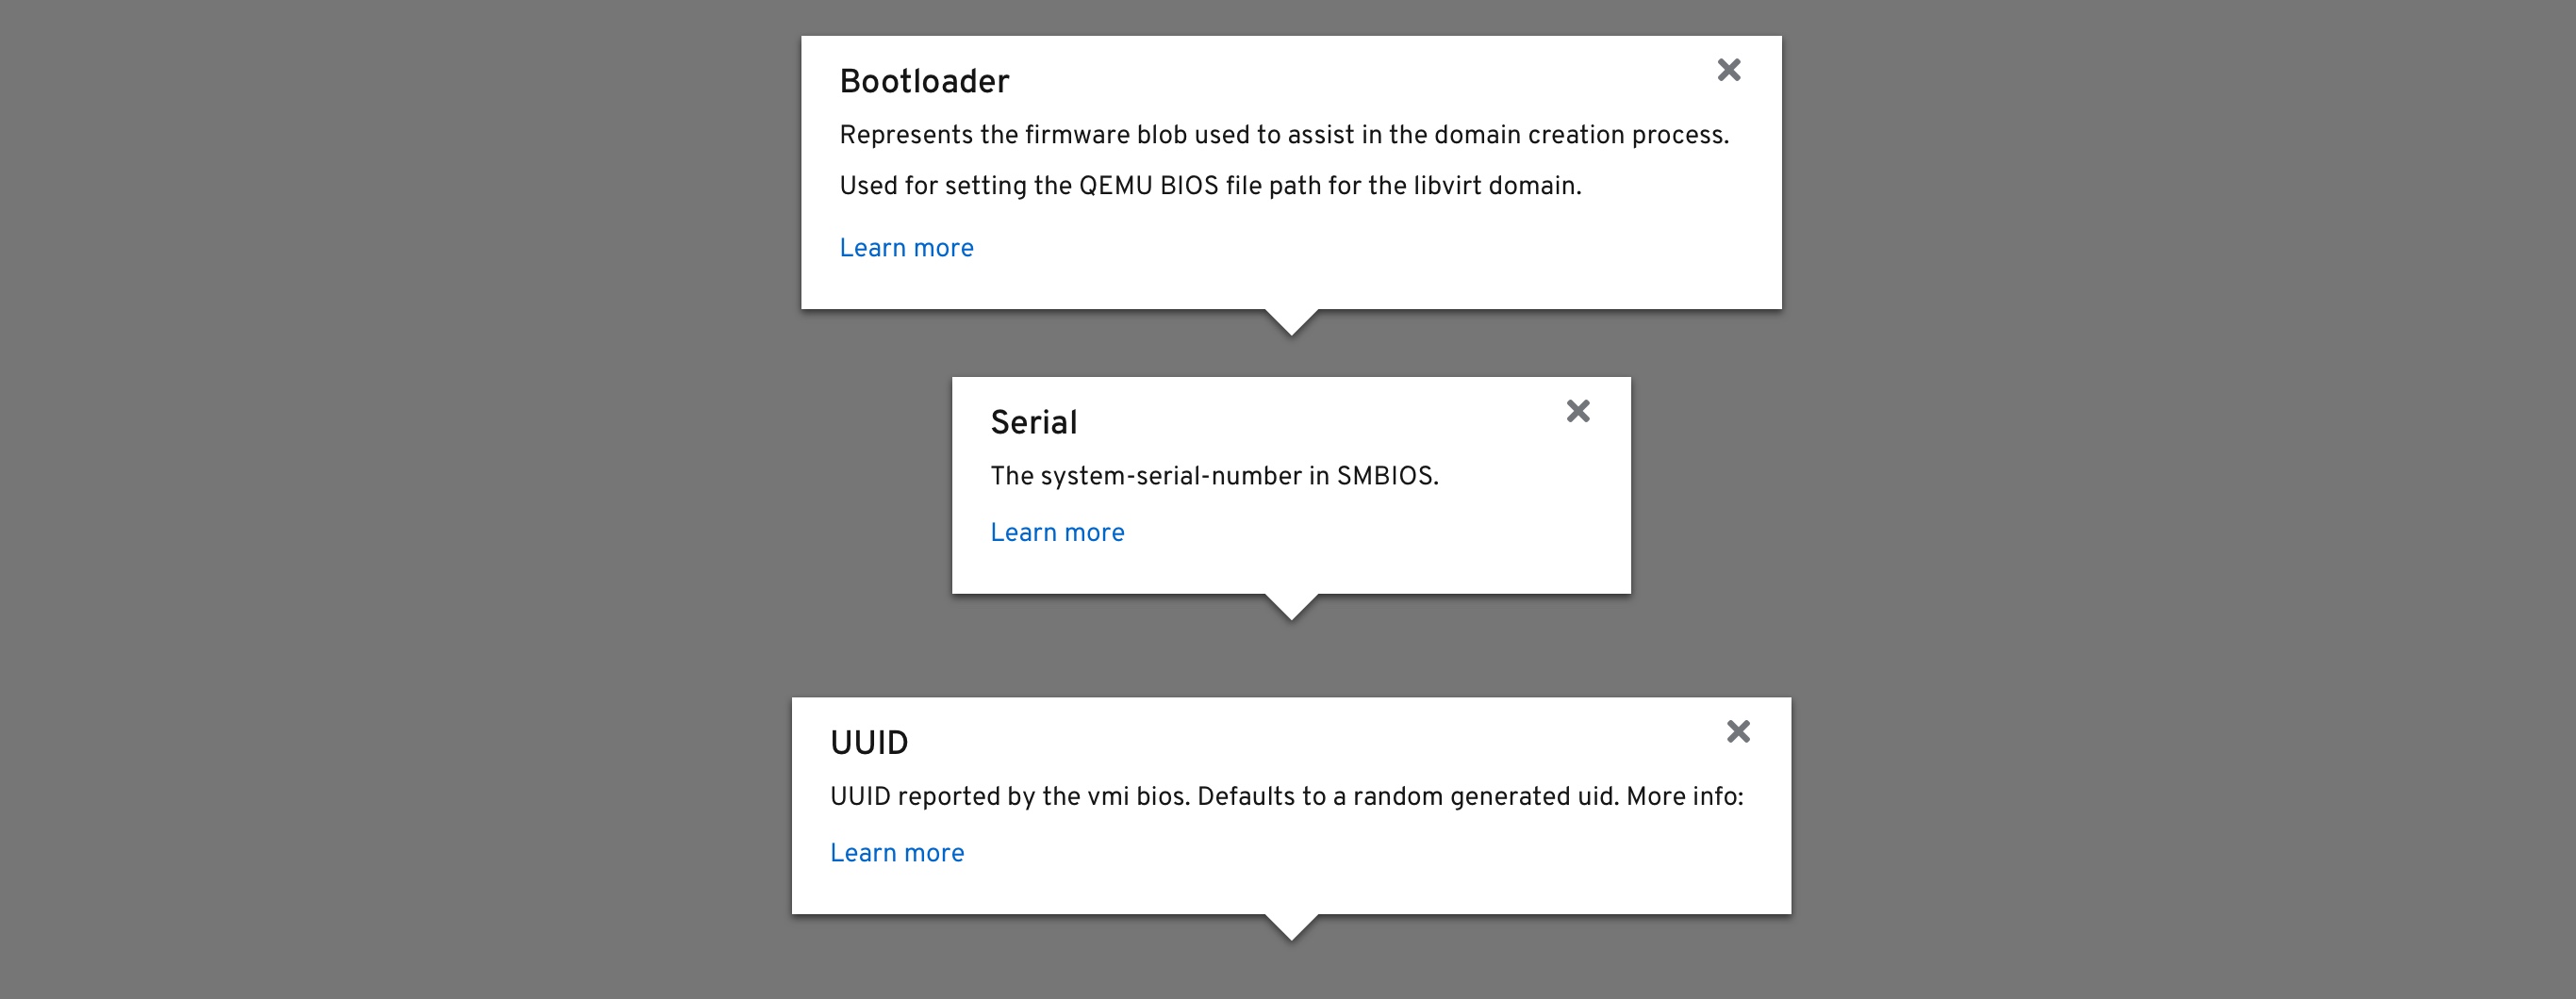 Bootloader
Represents the firmware blob used to assist in the domain creation process.
Used for setting the QEMU BIOS file path for the libvirt domain.
Learn more
Serial
The system-serial-number in SMBIOS.
Learn more
UUID
UUID reported by the vmi bios. Defaults to a random generated uid. More info:
Learn more